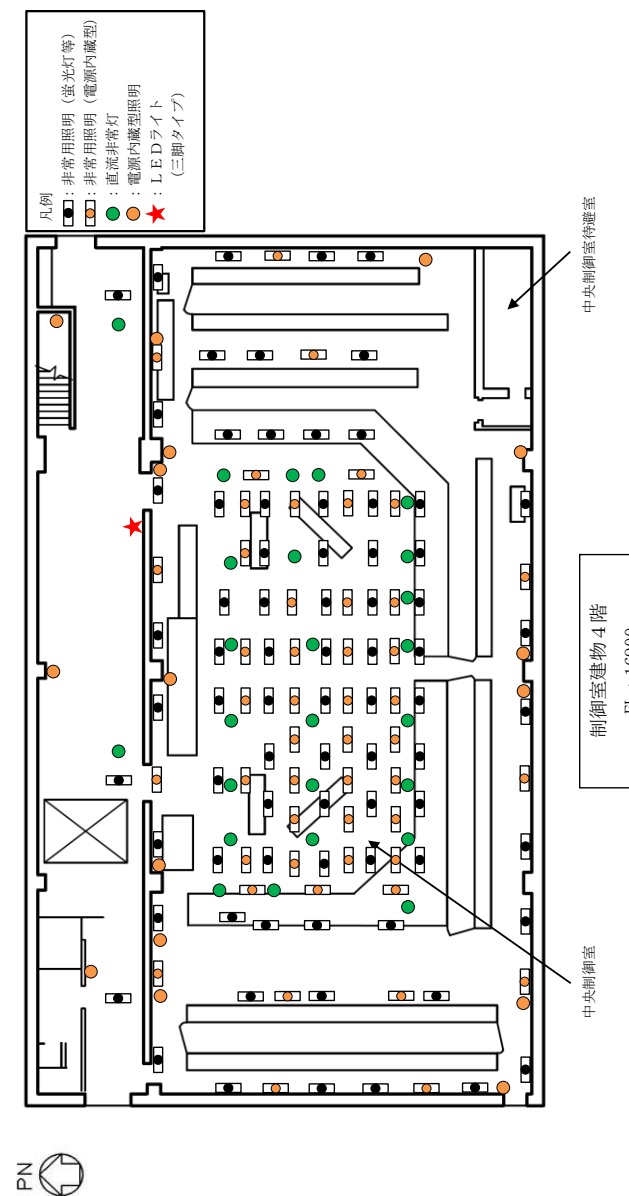 凡例
：非常用照明（蛍光灯等）
：非常用照明（電源内蔵型）
：直流非常灯
：電源内蔵型照明
：ＬＥＤライト
（三脚タイプ）
中央制御室待避室
制御室建物４階
中央制御室
PN